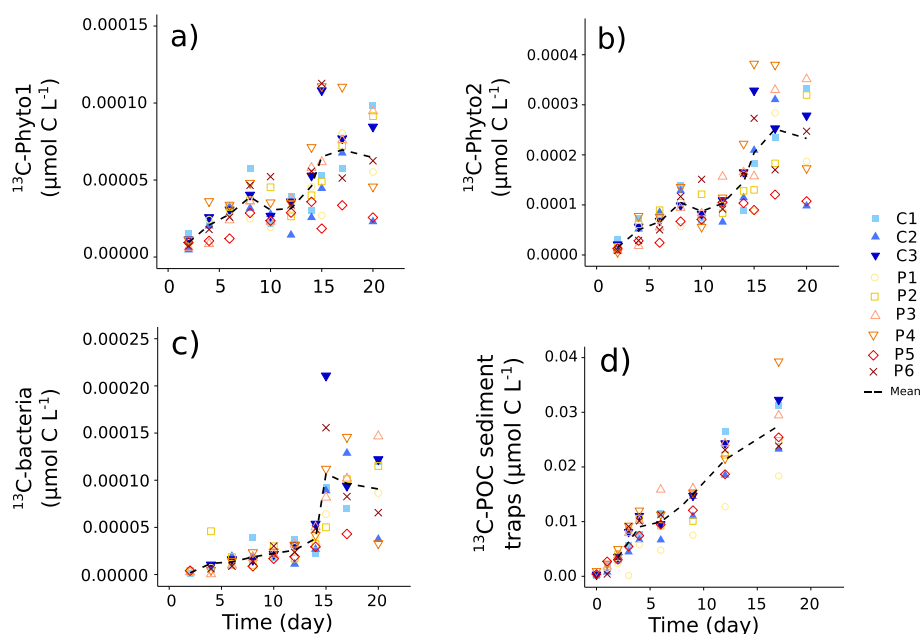 a)
¹³C-Phyto1
(µmol C L⁻¹)
0.00015
0.00010
0.00005
0.00000
0 5 10 15 20
b)
¹³C-Phyto2
(µmol C L⁻¹)
0.0004
0.0003
0.0002
0.0001
0.0000
0 5 10 15 20
c)
¹³C-bacteria
(µmol C L⁻¹)
0.00025
0.00020
0.00015
0.00010
0.00005
0.00000
0 5 10 15 20
Time (day)
d)
¹³C-POC sediment
traps (µmol C L⁻¹)
0.04
0.03
0.02
0.01
0.00
0 5 10 15 20
Time (day)
C1
C2
C3
P1
P2
P3
P4
P5
P6
Mean